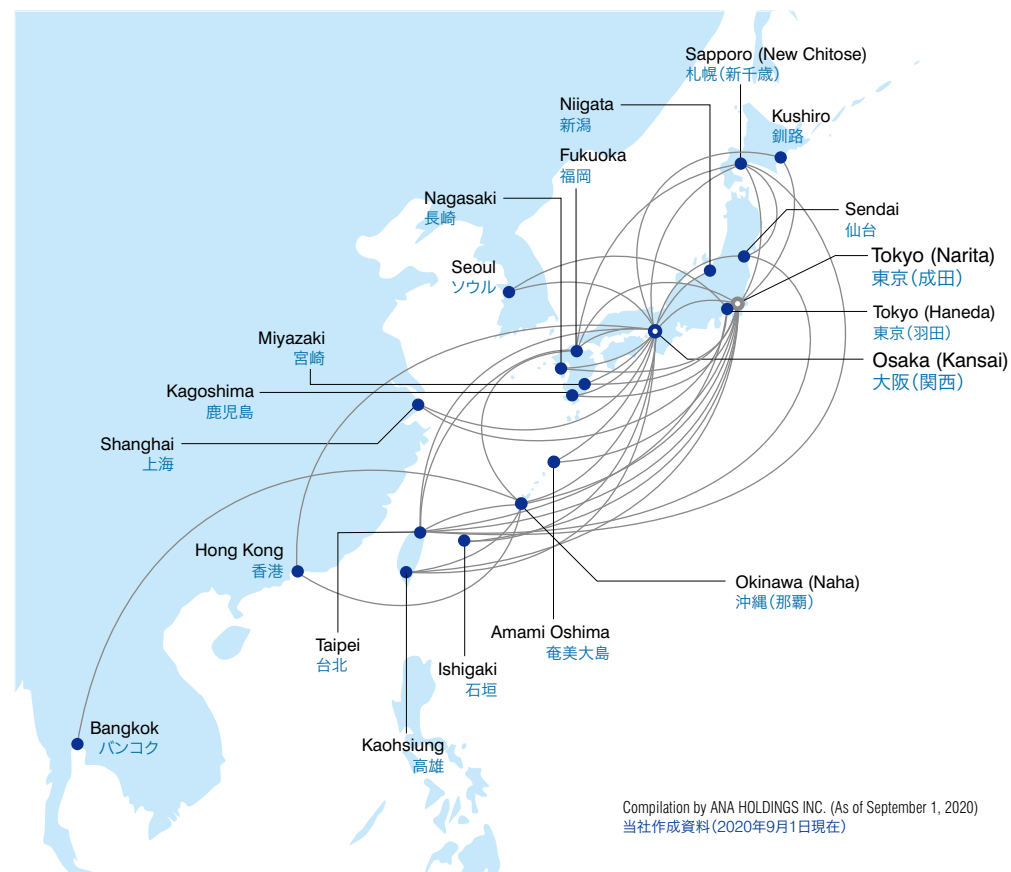 Sapporo (New Chitose)
札幌(新千歳)
Niigata
新潟
Kushiro
釧路
Fukuoka
福岡
Nagasaki
長崎
Sendai
仙台
Tokyo (Narita)
東京(成田)
Seoul
ソウル
Tokyo (Haneda)
東京(羽田)
Miyazaki
宮崎
Osaka (Kansai)
大阪(関西)
Kagoshima
鹿児島
Shanghai
上海
Hong Kong
香港
Okinawa (Naha)
沖縄(那覇)
Amami Oshima
奄美大島
Taipei
台北
Ishigaki
石垣
Bangkok
バンコク
Kaohsiung
高雄
Compilation by ANA HOLDINGS INC. (As of September 1, 2020)
当社作成資料(2020年9月1日現在)